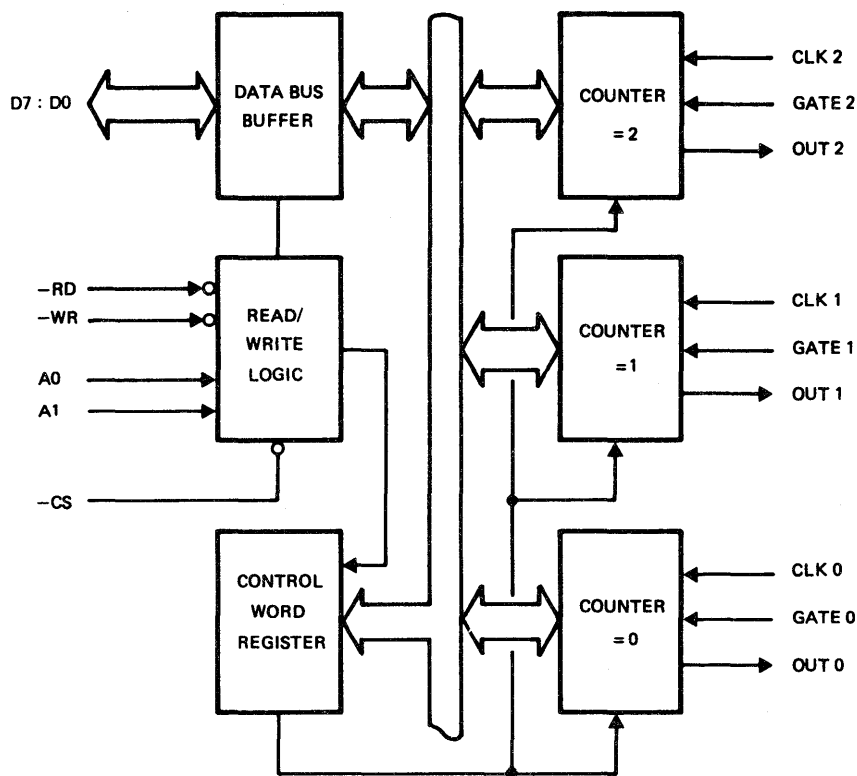 D7 : D0
DATA BUS
BUFFER
COUNTER
=2
CLK 2
GATE 2
OUT 2
−RD
−WR
A0
A1
READ/
WRITE
LOGIC
COUNTER
=1
CLK 1
GATE 1
OUT 1
−CS
CONTROL
WORD
REGISTER
COUNTER
=0
CLK 0
GATE 0
OUT 0